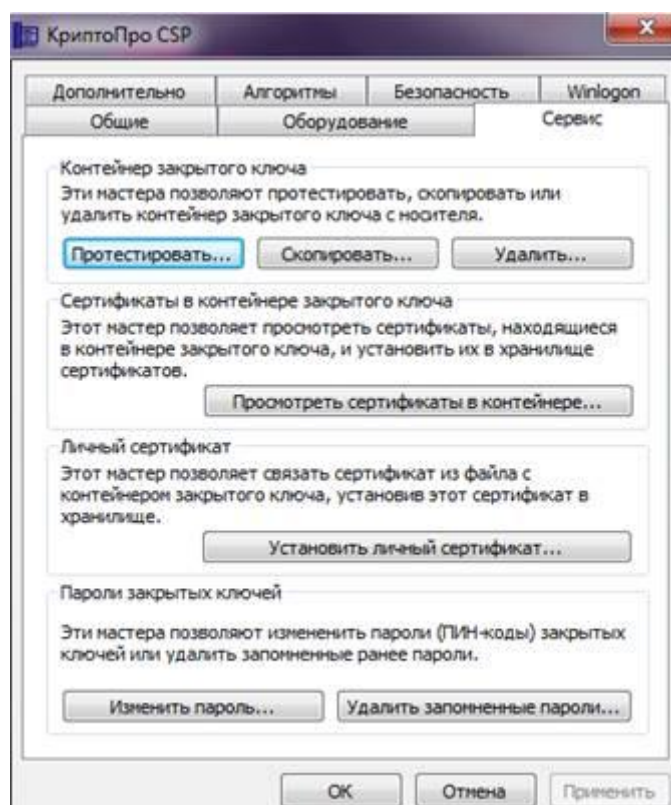 КриптоПро CSP
Дополнительно Алгоритмы Безопасность Winlogon
Общие Оборудование Сервис
Контейнер закрытого ключа
Эти мастера позволяют протестировать, скопировать или
удалить контейнер закрытого ключа с носителя.
Протестировать... Скопировать... Удалить...
Сертификаты в контейнере закрытого ключа
Этот мастер позволяет просмотреть сертификаты, находящиеся
в контейнере закрытого ключа, и установить их в хранилище
сертификатов.
Просмотреть сертификаты в контейнере...
Личный сертификат
Этот мастер позволяет связать сертификат из файла с
контейнером закрытого ключа, установив этот сертификат в
хранилище.
Установить личный сертификат...
Пароли закрытых ключей
Эти мастера позволяют измененить пароли (ПИН-коды) закрытых
ключей или удалить запомненные ранее пароли.
Изменить пароль... Удалить запомненные пароли...
ОК Отмена Применить